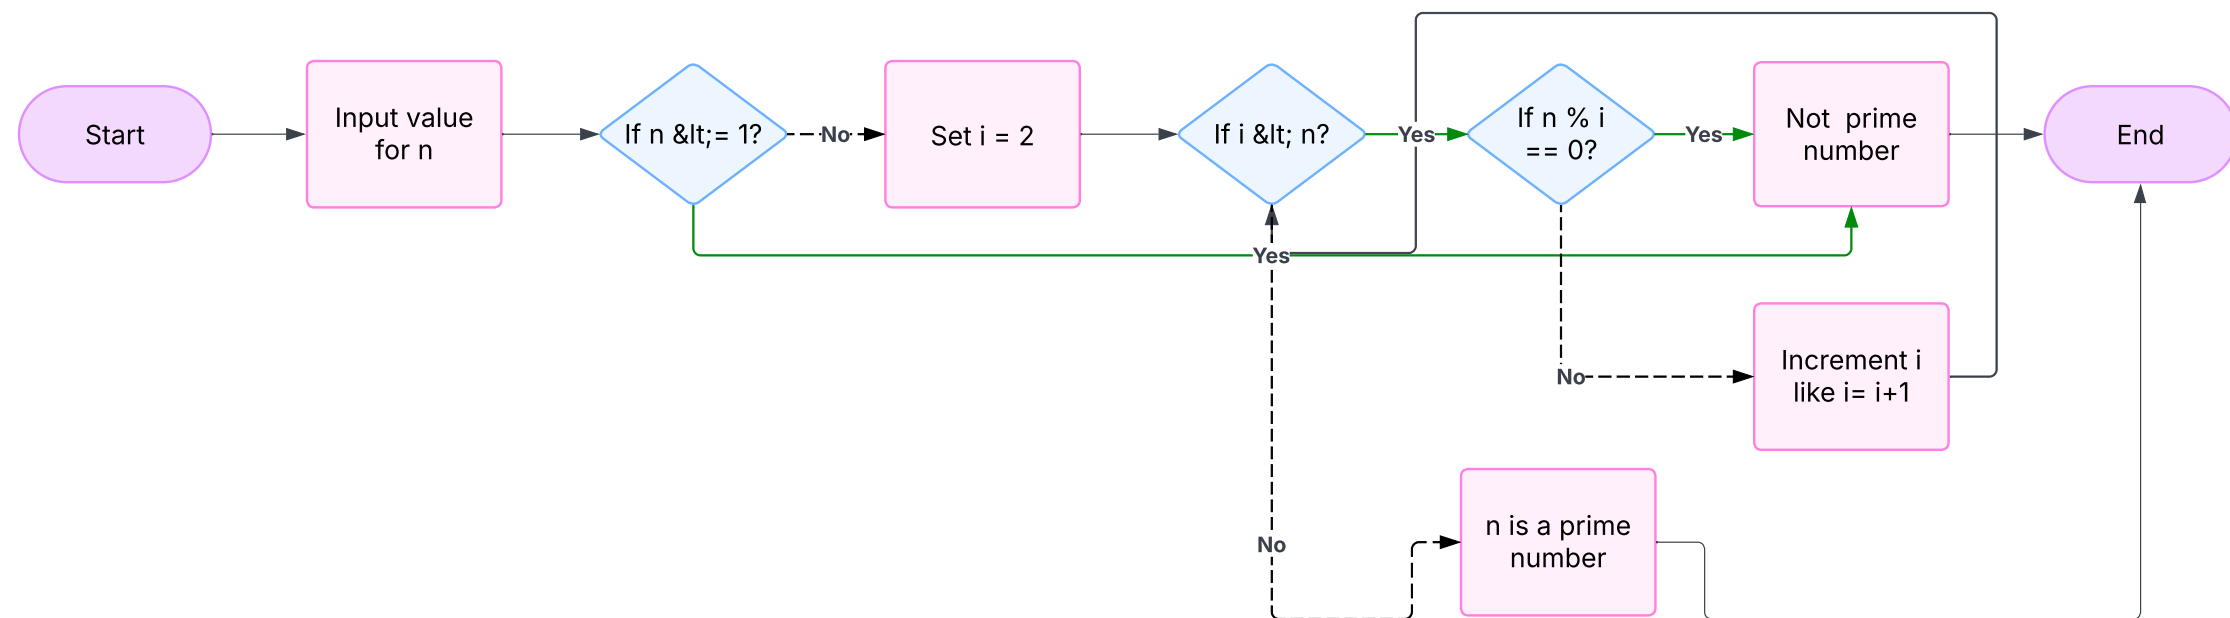 Start
Input value
for n
If n &lt;= 1?
No
Set i = 2
If i &lt; n?
Yes
If n % i
== 0?
Yes
Not  prime
number
End
Yes
No
Increment i
like i= i+1
No
n is a prime
number